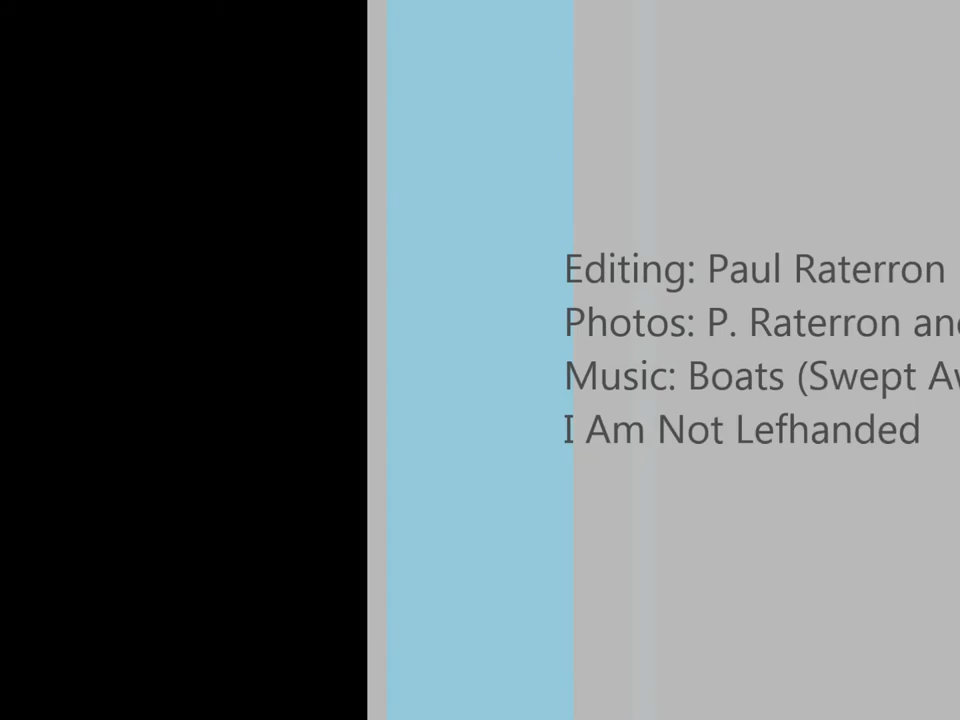 Editing: Paul Raterron
Photos: P. Raterron
Music: Boats (Swept
I Am Not Lefhanded